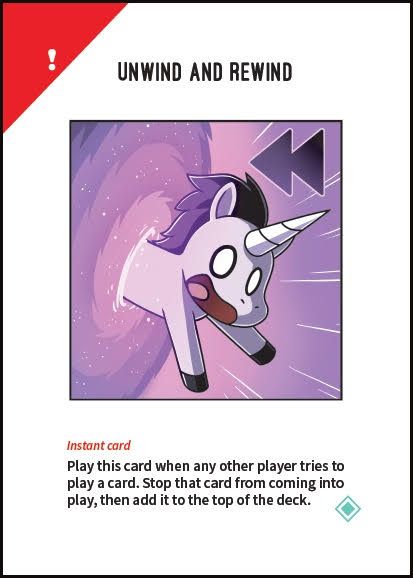 !
UNWIND AND REWIND
Instant card
Play this card when any other player tries to
play a card. Stop that card from coming into
play, then add it to the top of the deck.